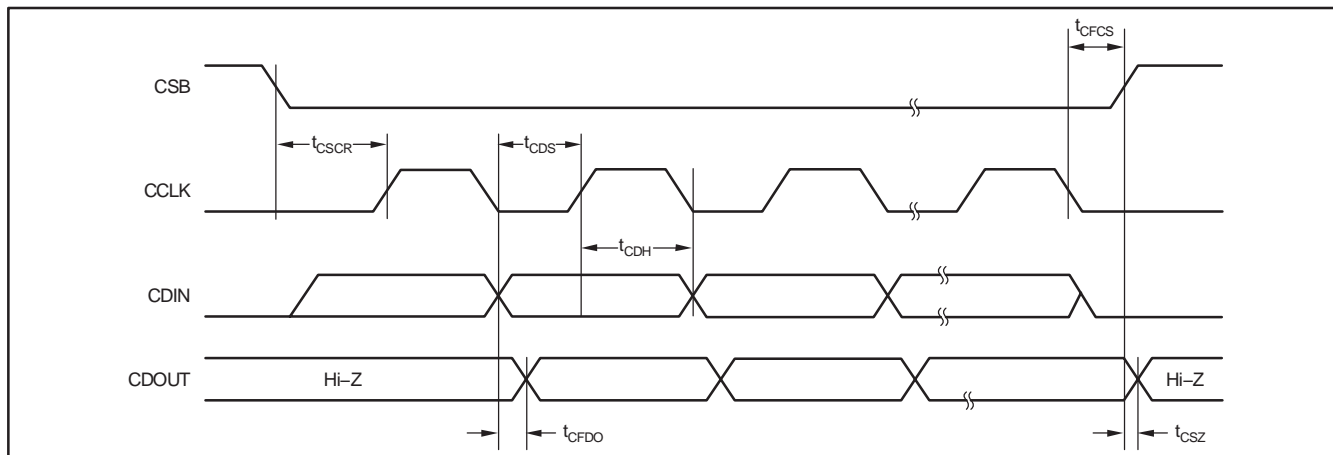 tCFCS
CSB
tCSCR
tCDS
CCLK
tCDH
CDIN
CDOUT
Hi–Z
Hi–Z
tCFDO
tCSZ